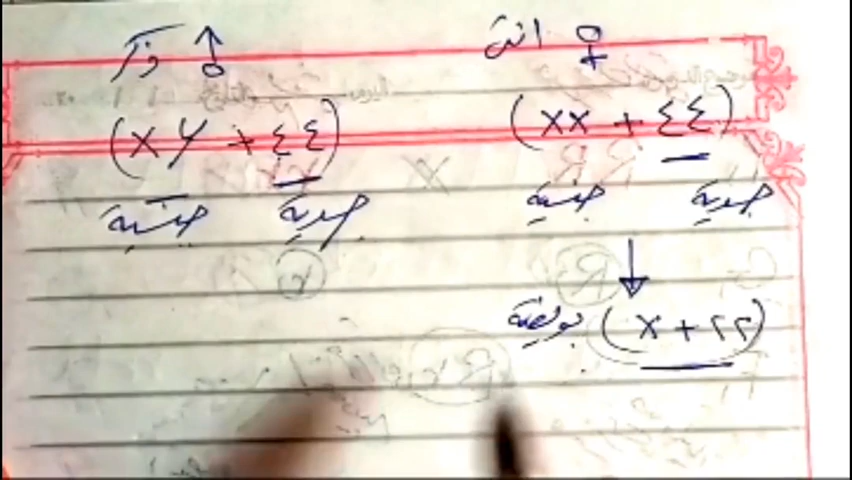 انثى ♀ ذكر ♂
(٤٤ + XX) (٤٤ + XY)
جسدية جنسية جسدية جنسية
↓
(٢٢ + X) بويضة